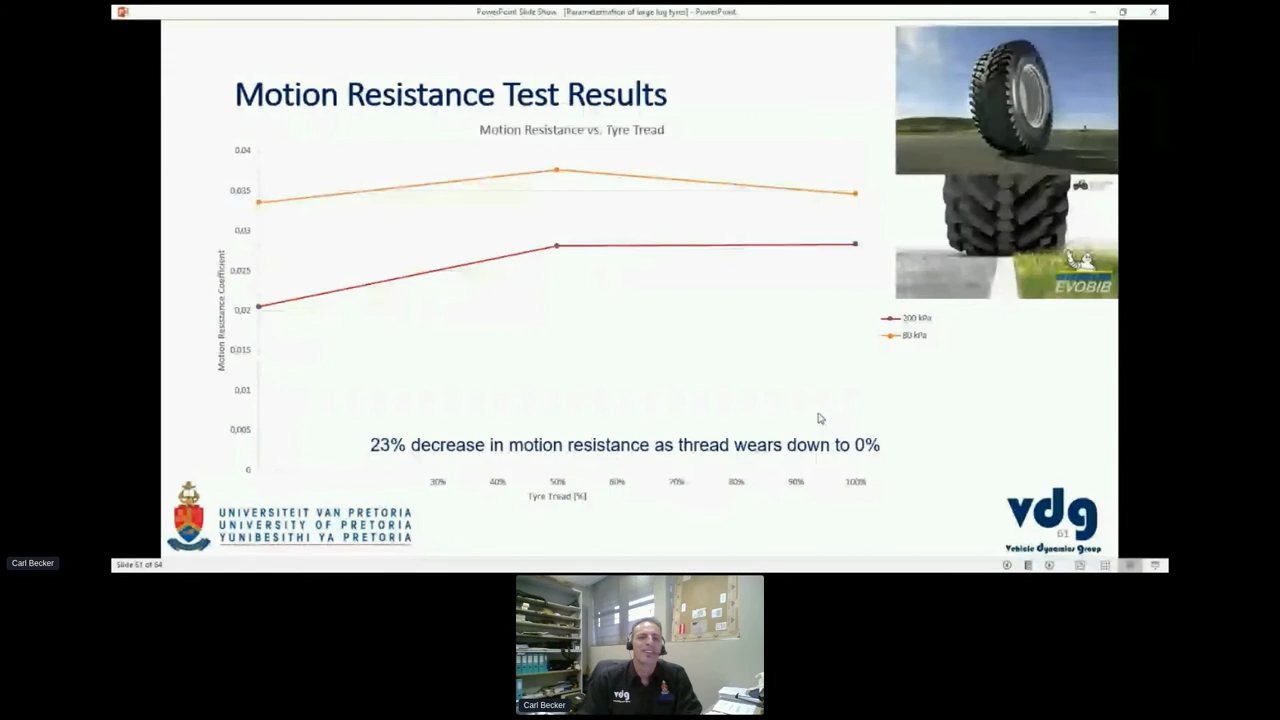 PowerPoint Slide Show - [Parameterisation of large lug tyres] - PowerPoint
Motion Resistance Test Results
Motion Resistance vs. Tyre Tread
0.04
0,035
0,03
0,025
0,02
0,015
0,01
0,005
0
Motion Resistance Coefficient
23% decrease in motion resistance as thread wears down to 0%
30% 40% 50% 60% 70% 80% 90% 100%
Tyre Tread [%]
200 kPa
80 kPa
EVOBIB
UNIVERSITEIT VAN PRETORIA
UNIVERSITY OF PRETORIA
YUNIBESITHI YA PRETORIA
vdg
61
Vehicle Dynamics Group
Carl Becker
Slide 61 of 64
vdg
Carl Becker